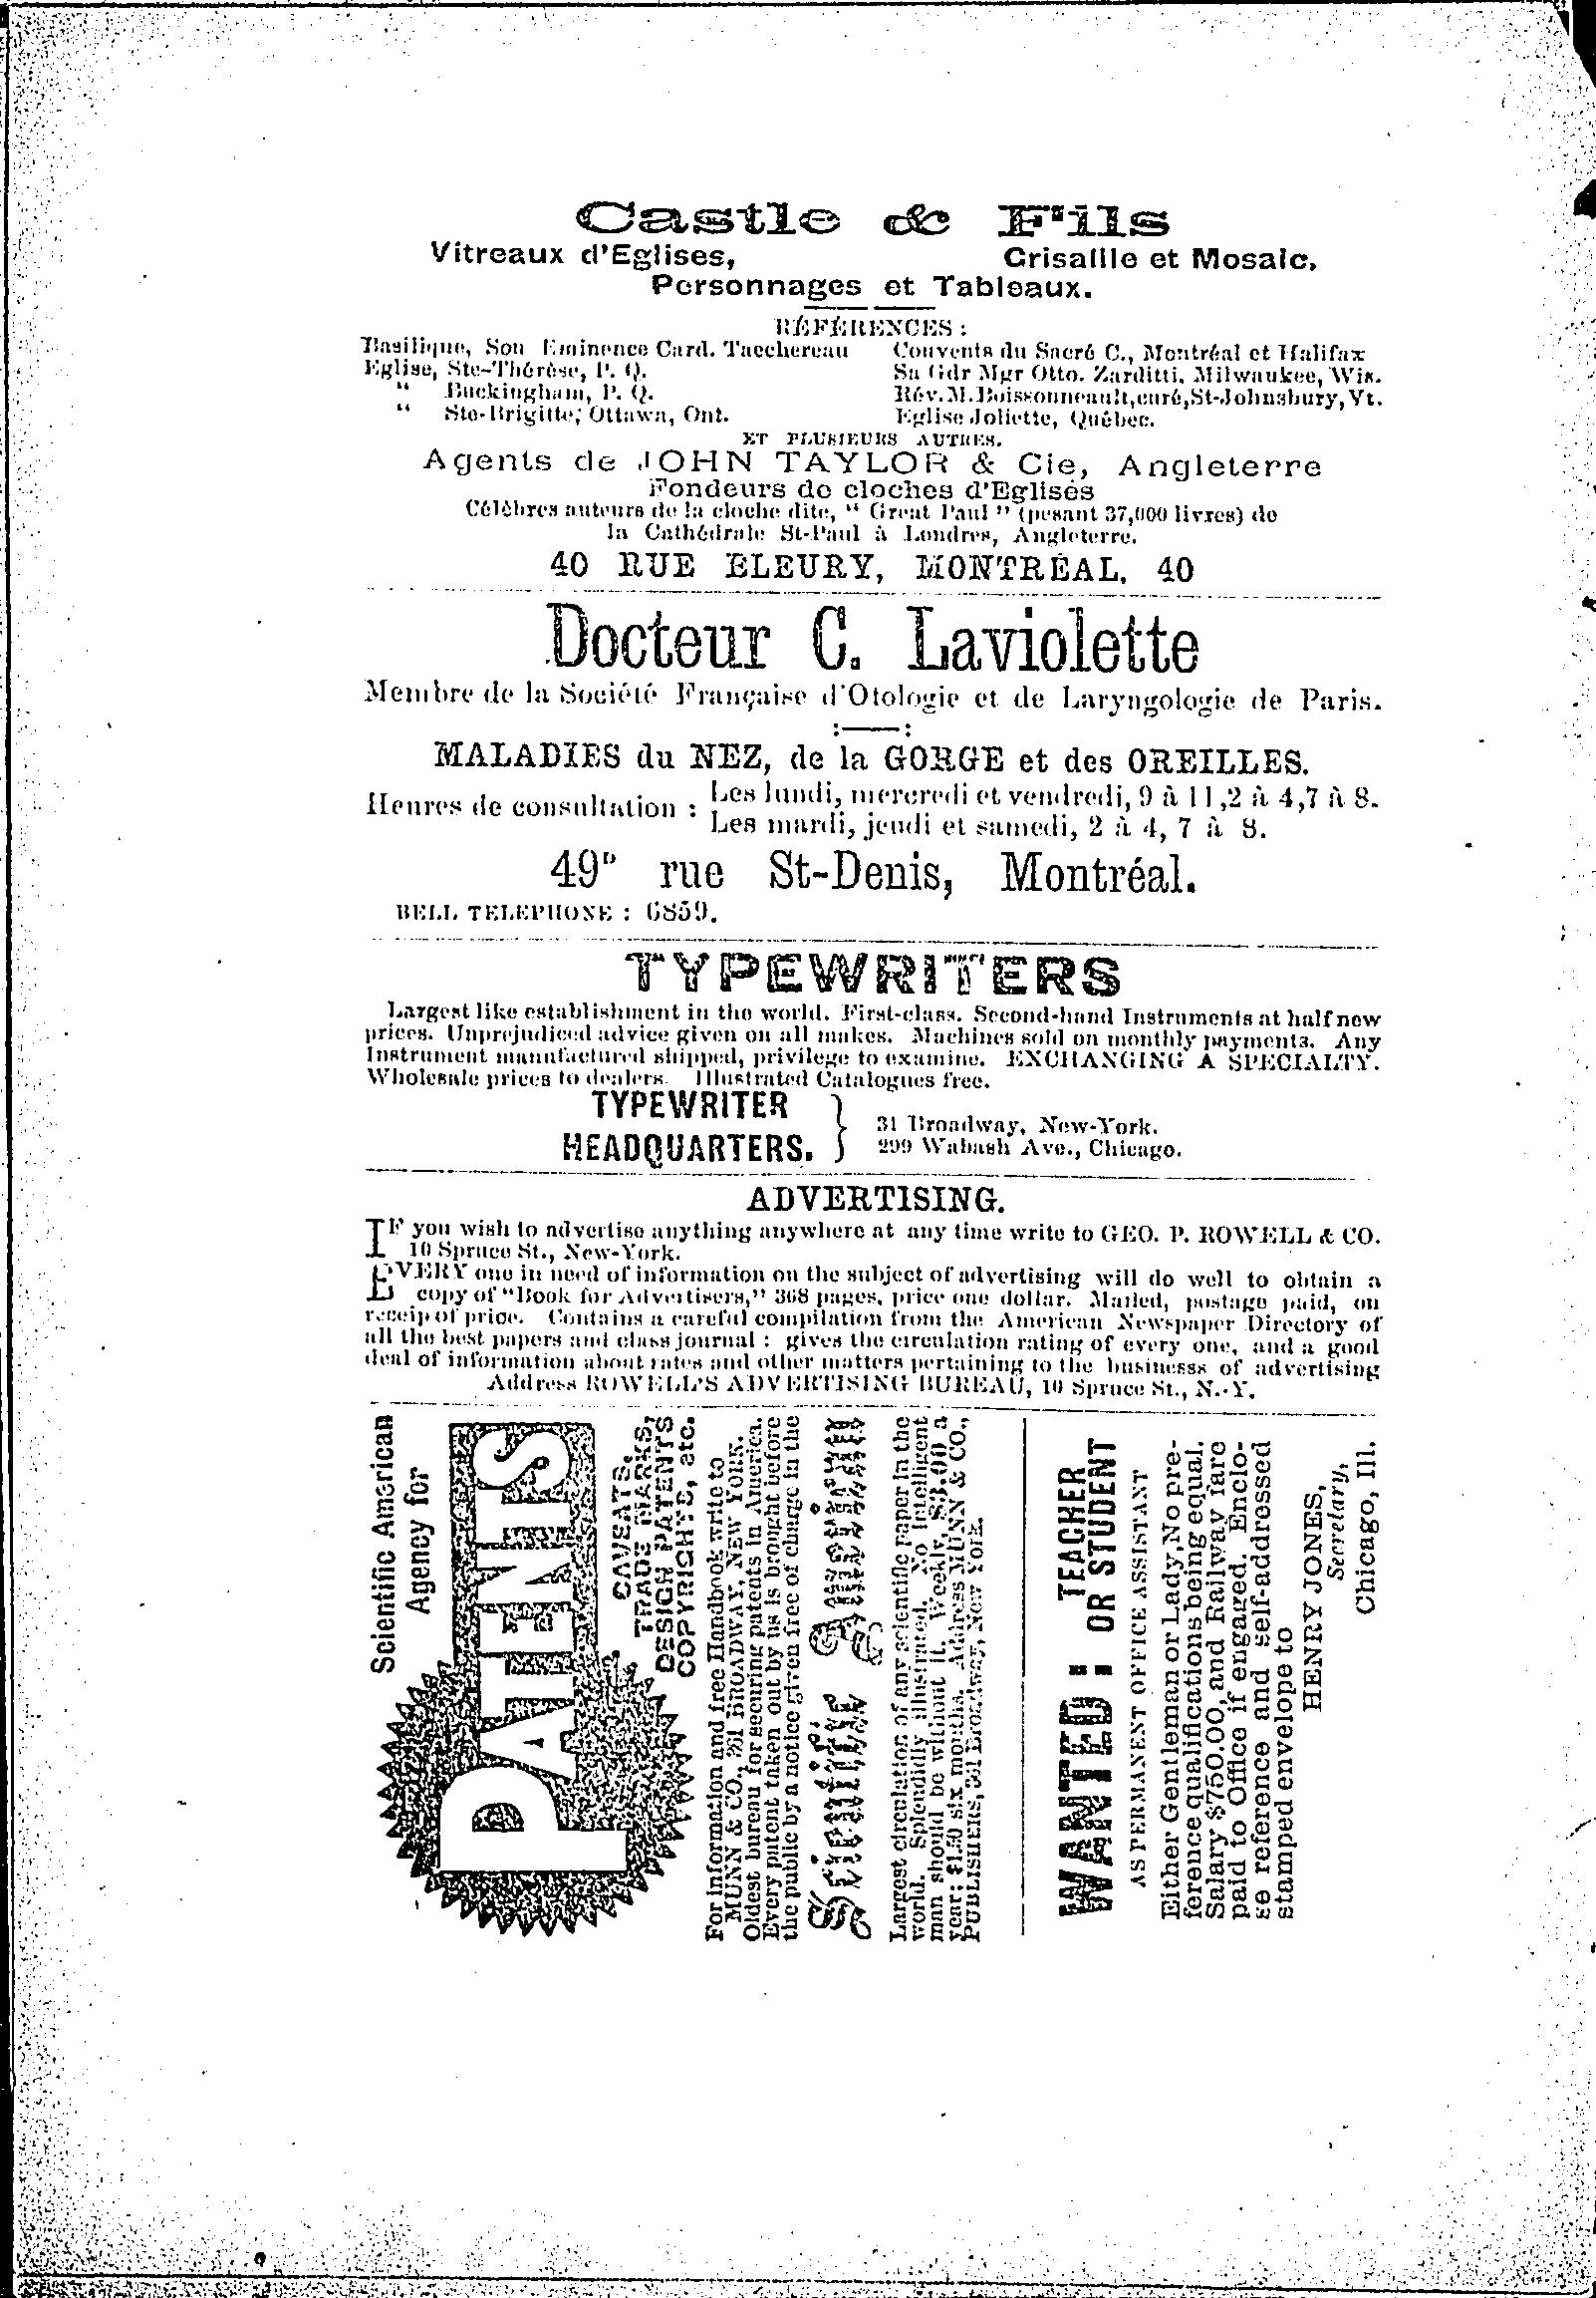 Castle & Fils
Vitreaux d'Eglises, Grisaille et Mosaic.
Personnages et Tableaux.
RÉFÉRENCES :
Basilique, Son Eminence Card. Taechereau
Eglise, Ste-Thérèse, P. Q.
" Buckingham, P. Q.
" Ste-Brigitte, Ottawa, Ont.
Couvents du Sacré C., Montréal et Halifax
Sa Gdr Mgr Otto. Zarditti. Milwaukee, Wis.
Rév. M. Boissonneault, curé, St-Johnsbury, Vt.
Eglise Joliette, Québec.
ET PLUSIEURS AUTRES.
Agents de JOHN TAYLOR & Cie, Angleterre
Fondeurs de cloches d'Eglises
Célèbres auteurs de la cloche dite, " Great Paul " (pesant 37,000 livres) de
la Cathédrale St-Paul à Londres, Angleterre.
40 RUE BLEURY, MONTRÉAL, 40
Docteur C. Laviolette
Membre de la Société Française d'Otologie et de Laryngologie de Paris.
MALADIES du NEZ, de la GORGE et des OREILLES.
Heures de consultation : Les lundi, mercredi et vendredi, 9 à 11, 2 à 4, 7 à 8.
Les mardi, jeudi et samedi, 2 à 4, 7 à 8.
49 rue St-Denis, Montréal.
BELL TELEPHONE : 6859.
TYPEWRITERS
Largest like establishment in the world. First-class. Second-hand Instruments at half new
prices. Unprejudiced advice given on all makes. Machines sold on monthly payments. Any
Instrument manufactured shipped, privilege to examine. EXCHANGING A SPECIALTY.
Wholesale prices to dealers. Illustrated Catalogues free.
TYPEWRITER
HEADQUARTERS.
31 Broadway, New-York.
299 Wabash Ave., Chicago.
ADVERTISING.
IF you wish to advertise anything anywhere at any time write to GEO. P. ROWELL & CO.
10 Spruce St., New-York.
EVERY one in need of information on the subject of advertising will do well to obtain a
copy of "Book for Advertisers," 368 pages, price one dollar. Mailed, postage paid, on
receip of price. Contains a careful compilation from the American Newspaper Directory of
all the best papers and class journal : gives the circulation rating of every one, and a good
deal of information about rates and other matters pertaining to the businesss of advertising
Address ROWELL'S ADVERTISING BUREAU, 10 Spruce St., N.-Y.
Scientific American
Agency for
PATENTS
CAVEATS,
TRADE MARKS,
DESIGN PATENTS
COPYRIGHTS, etc.
For information and free Handbook write to
MUNN & CO., 361 BROADWAY, NEW YORK.
Oldest bureau for securing patents in America.
Every patent taken out by us is brought before
the public by a notice given free of charge in the
Scientific American
Largest circulation of any scientific paper in the
world. Splendidly illustrated. No intelligent
man should be without it. Weekly, $3.00 a
year; $1.50 six months. Address MUNN & CO.,
PUBLISHERS, 361 Broadway, New York.
WANTED : TEACHER
OR STUDENT
AS PERMANENT OFFICE ASSISTANT
Either Gentleman or Lady, No pre-
ference qualifications being equal.
Salary $750.00, and Railway fare
paid to Office if engaged. Enclo-
se reference and self-addressed
stamped envelope to
HENRY JONES,
Secretary,
Chicago, Ill.